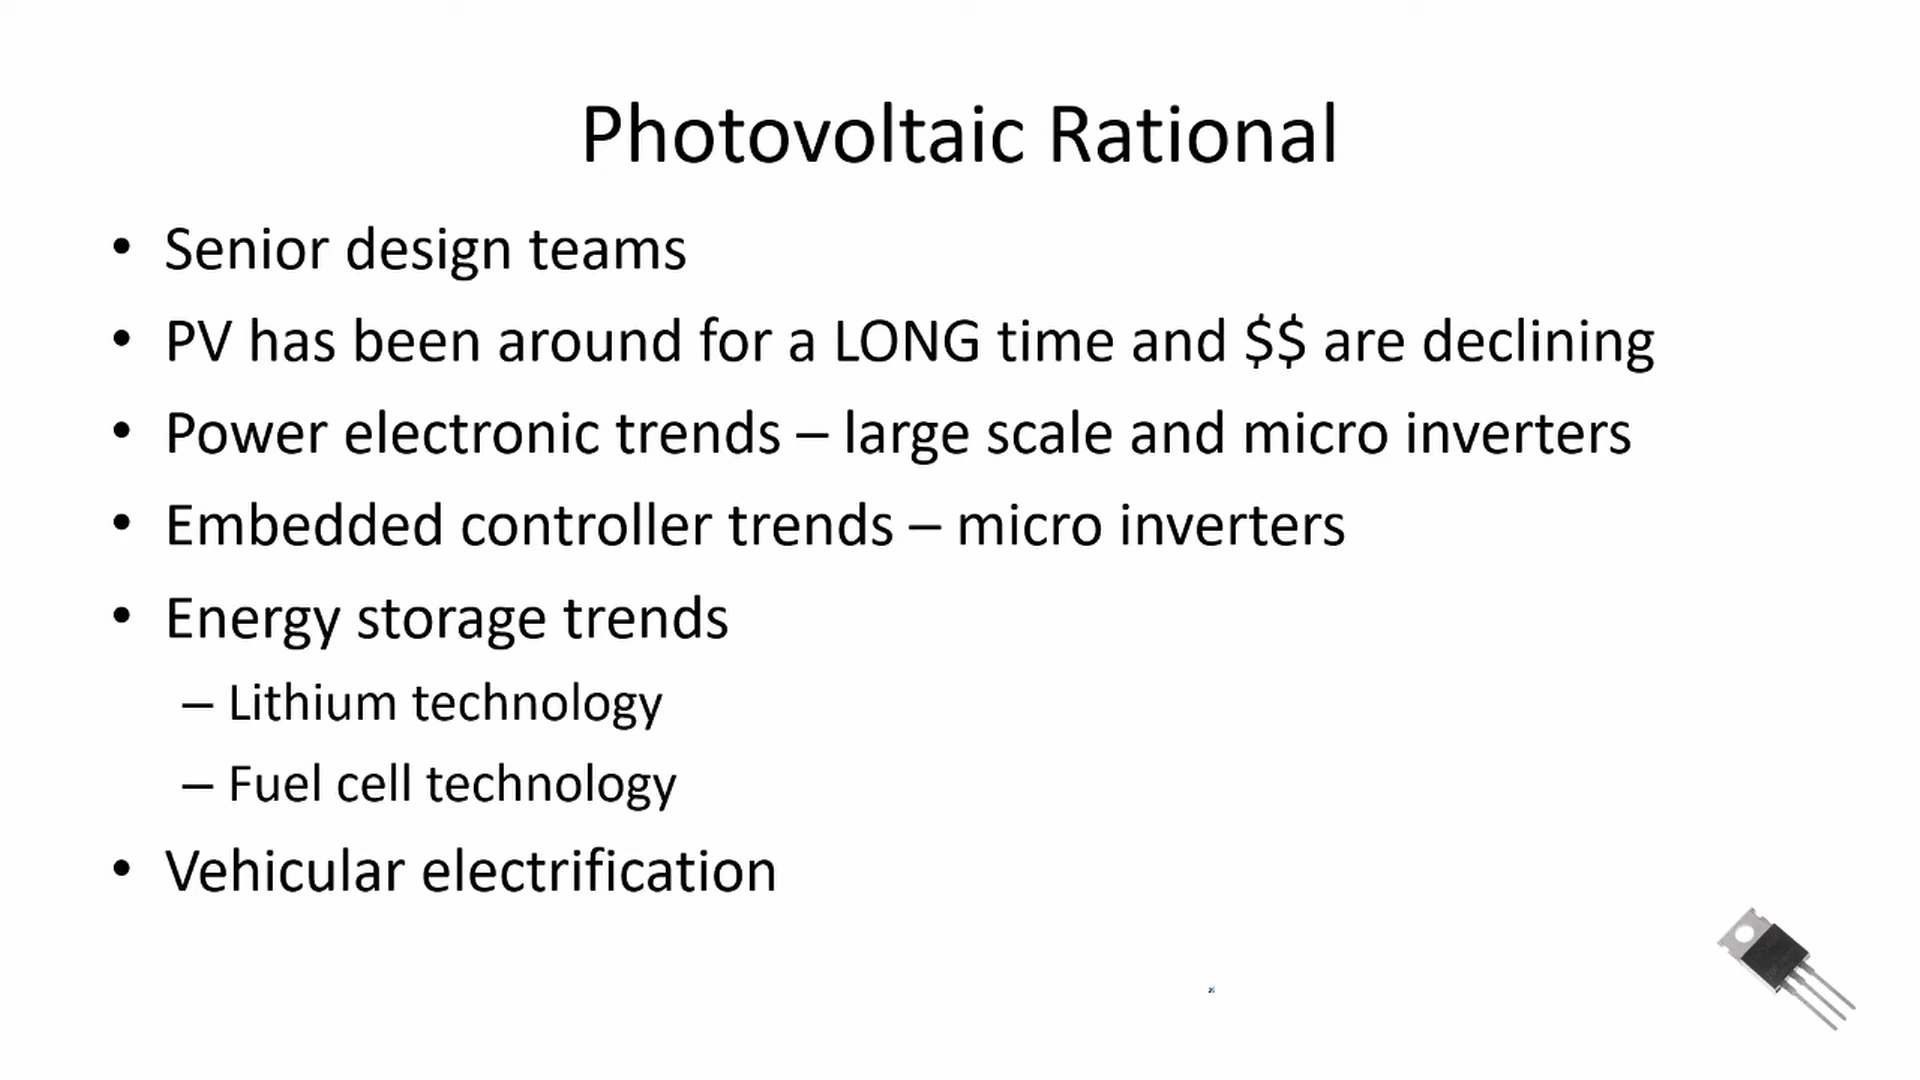 Photovoltaic Rational
• Senior design teams
• PV has been around for a LONG time and $$ are declining
• Power electronic trends – large scale and micro inverters
• Embedded controller trends – micro inverters
• Energy storage trends
– Lithium technology
– Fuel cell technology
• Vehicular electrification